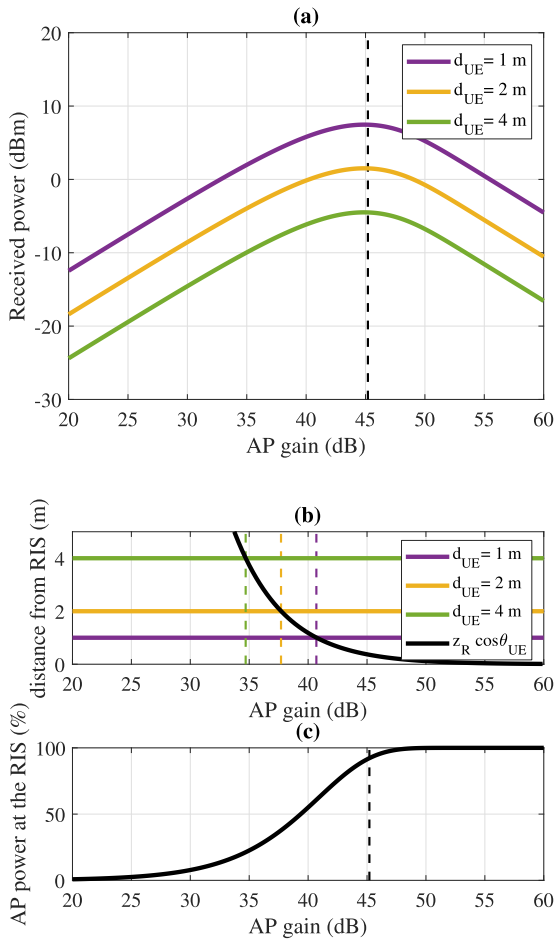 (a)
20
10
0
-10
-20
-30
Received power (dBm)
d_UE= 1 m
d_UE= 2 m
d_UE= 4 m
20 25 30 35 40 45 50 55 60
AP gain (dB)
(b)
4
2
0
distance from RIS (m)
d_UE= 1 m
d_UE= 2 m
d_UE= 4 m
z_R cosθ_UE
20 25 30 35 40 45 50 55 60
AP gain (dB)
(c)
100
50
0
AP power at the RIS (%)
20 25 30 35 40 45 50 55 60
AP gain (dB)